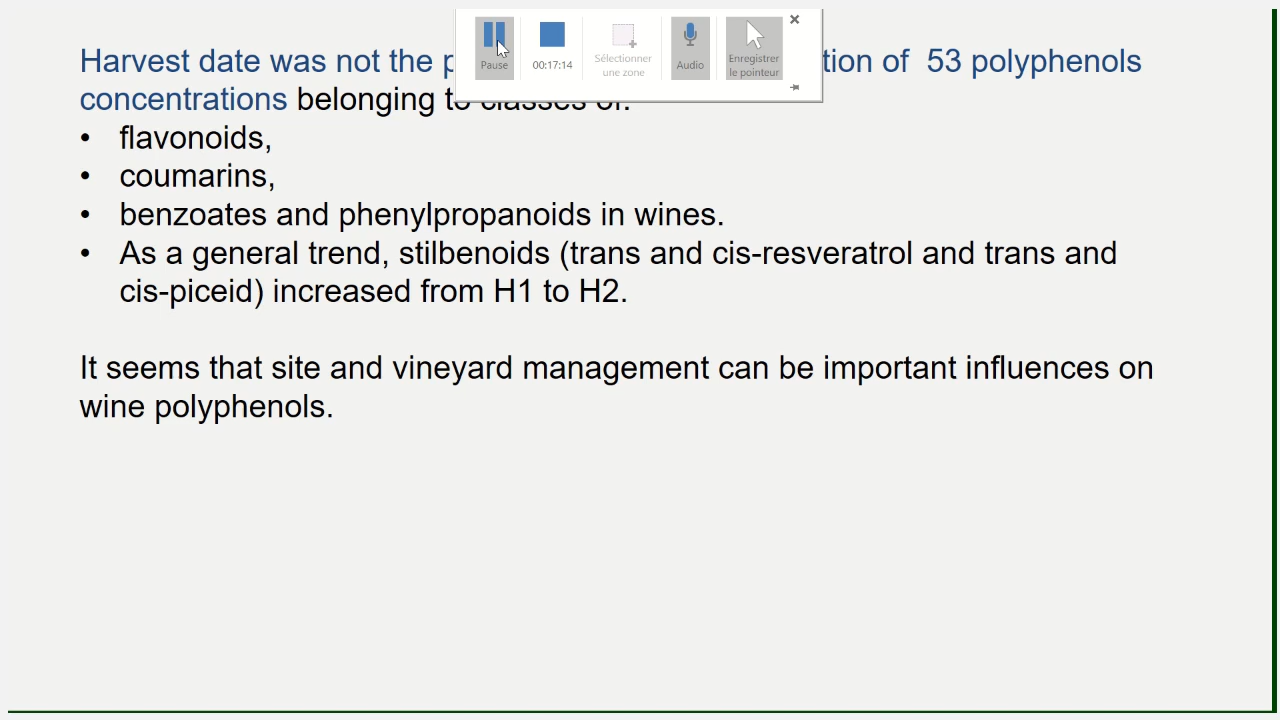 Harvest date was not the p
tion of 53 polyphenols
concentrations belonging to classes of:
• flavonoids,
• coumarins,
• benzoates and phenylpropanoids in wines.
• As a general trend, stilbenoids (trans and cis-resveratrol and trans and
cis-piceid) increased from H1 to H2.
It seems that site and vineyard management can be important influences on
wine polyphenols.
Pause
00:17:14
Sélectionner
une zone
Audio
Enregistrer
le pointeur